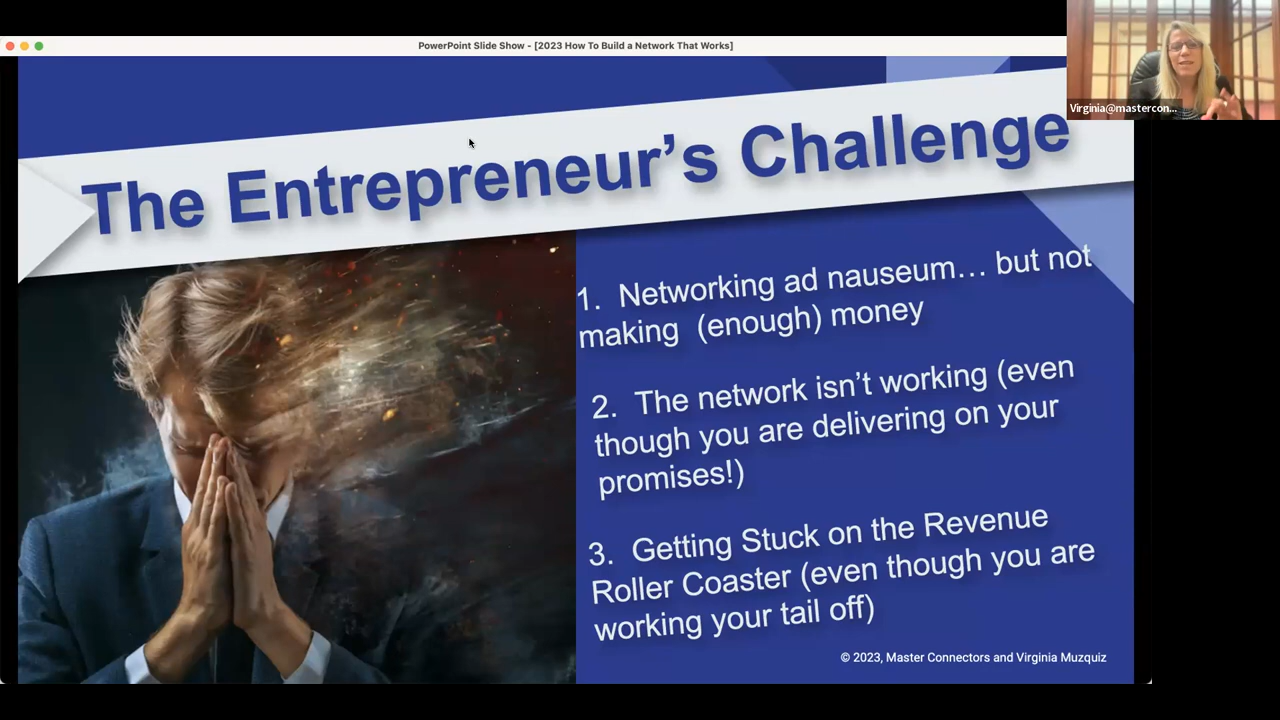 PowerPoint Slide Show - [2023 How To Build a Network That Works]
Virginia@mastercon...
The Entrepreneur's Challenge
1. Networking ad nauseum... but not
making (enough) money
2. The network isn't working (even
though you are delivering on your
promises!)
3. Getting Stuck on the Revenue
Roller Coaster (even though you are
working your tail off)
© 2023, Master Connectors and Virginia Muzquiz